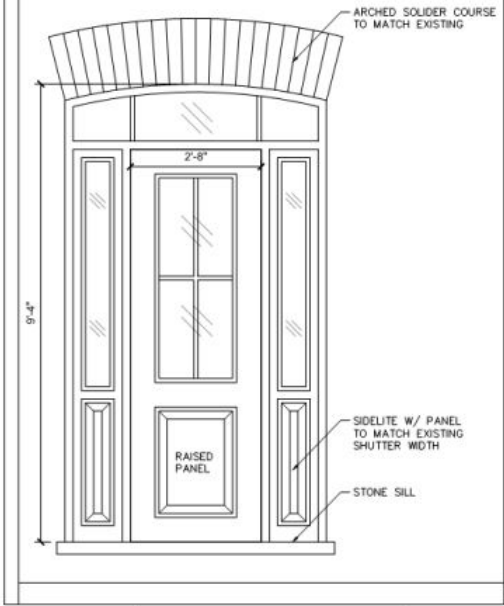 ARCHED SOLIDER COURSE
TO MATCH EXISTING
2'-8"
9'-4"
SIDELITE W/ PANEL
TO MATCH EXISTING
SHUTTER WIDTH
RAISED
PANEL
STONE SILL